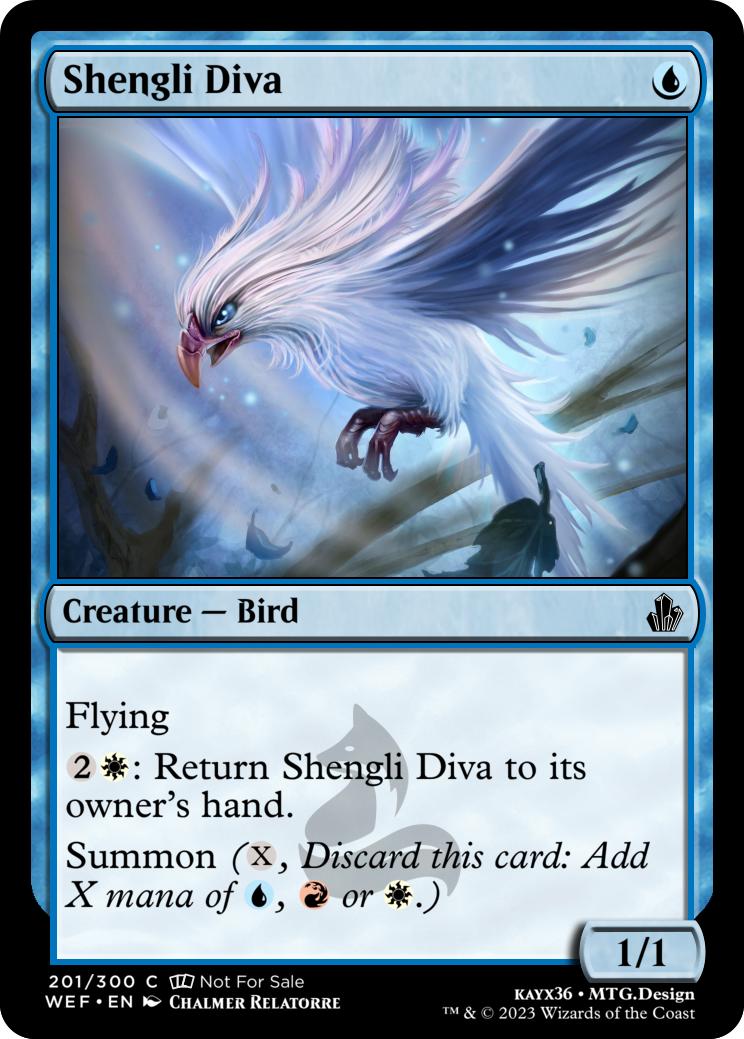 Shengli Diva
Creature — Bird
Flying
2: Return Shengli Diva to its
owner's hand.
Summon (X, Discard this card: Add
X mana of , or .)
1/1
201/300 C Not For Sale
WEF • EN Chalmer Relatorre
KAYX36 • MTG.Design
™ & © 2023 Wizards of the Coast